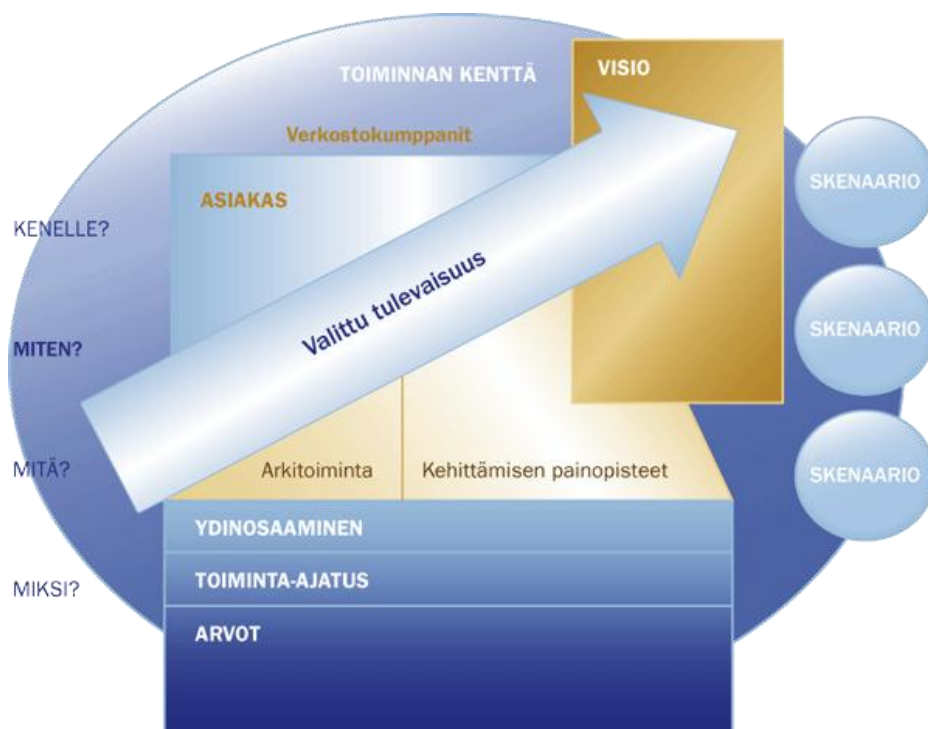 TOIMINNAN KENTTÄ
VISIO
Verkostokumppanit
ASIAKAS
SKENAARIO
KENELLE?
Valittu tulevaisuus
SKENAARIO
MITEN?
MITÄ?
Arkitoiminta
Kehittämisen painopisteet
SKENAARIO
YDINOSAAMINEN
TOIMINTA-AJATUS
MIKSI?
ARVOT